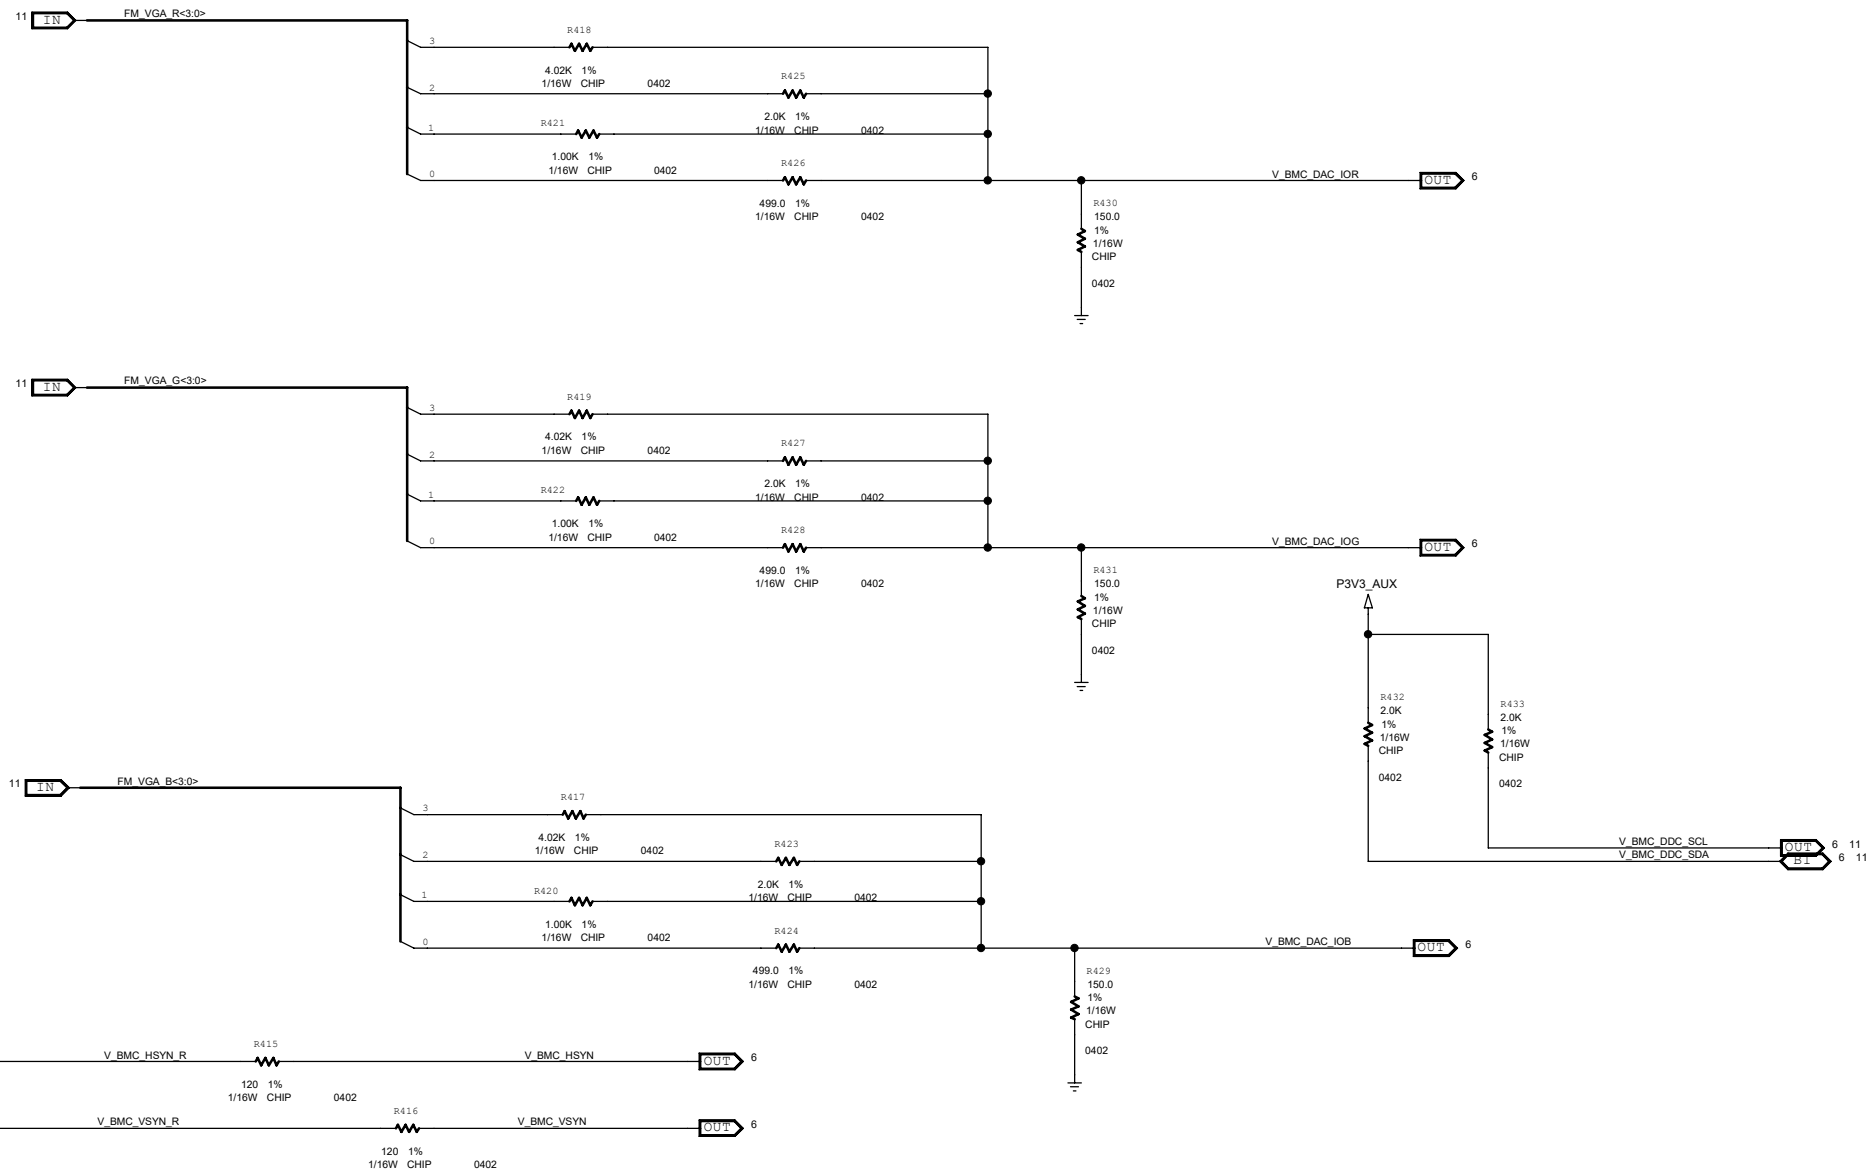 11 IN FM_VGA_R<3:0>
3 R418
4.02K 1%
1/16W CHIP 0402
2 R425
2.0K 1%
1/16W CHIP 0402
1 R421
1.00K 1%
1/16W CHIP 0402
0 R426
499.0 1%
1/16W CHIP 0402
V_BMC_DAC_IOR OUT 6
R430
150.0
1%
1/16W
CHIP
0402
11 IN FM_VGA_G<3:0>
3 R419
4.02K 1%
1/16W CHIP 0402
2 R427
2.0K 1%
1/16W CHIP 0402
1 R422
1.00K 1%
1/16W CHIP 0402
0 R428
499.0 1%
1/16W CHIP 0402
V_BMC_DAC_IOG OUT 6
R431
150.0
1%
1/16W
CHIP
0402
P3V3_AUX
R432
2.0K
1%
1/16W
CHIP
0402
R433
2.0K
1%
1/16W
CHIP
0402
V_BMC_DDC_SCL OUT 6 11
V_BMC_DDC_SDA BI 6 11
11 IN FM_VGA_B<3:0>
3 R417
4.02K 1%
1/16W CHIP 0402
2 R423
2.0K 1%
1/16W CHIP 0402
1 R420
1.00K 1%
1/16W CHIP 0402
0 R424
499.0 1%
1/16W CHIP 0402
V_BMC_DAC_IOB OUT 6
R429
150.0
1%
1/16W
CHIP
0402
V_BMC_HSYN_R R415 V_BMC_HSYN OUT 6
120 1%
1/16W CHIP 0402
V_BMC_VSYN_R R416 V_BMC_VSYN OUT 6
120 1%
1/16W CHIP 0402